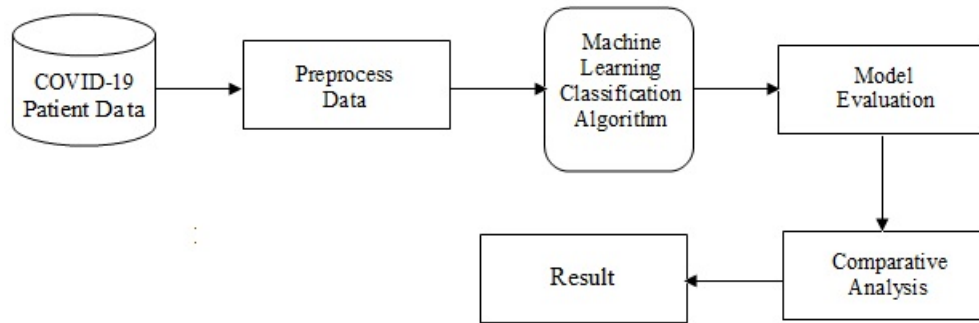 COVID-19
Patient Data
Preprocess
Data
Machine
Learning
Classification
Algorithm
Model
Evaluation
Comparative
Analysis
Result
: